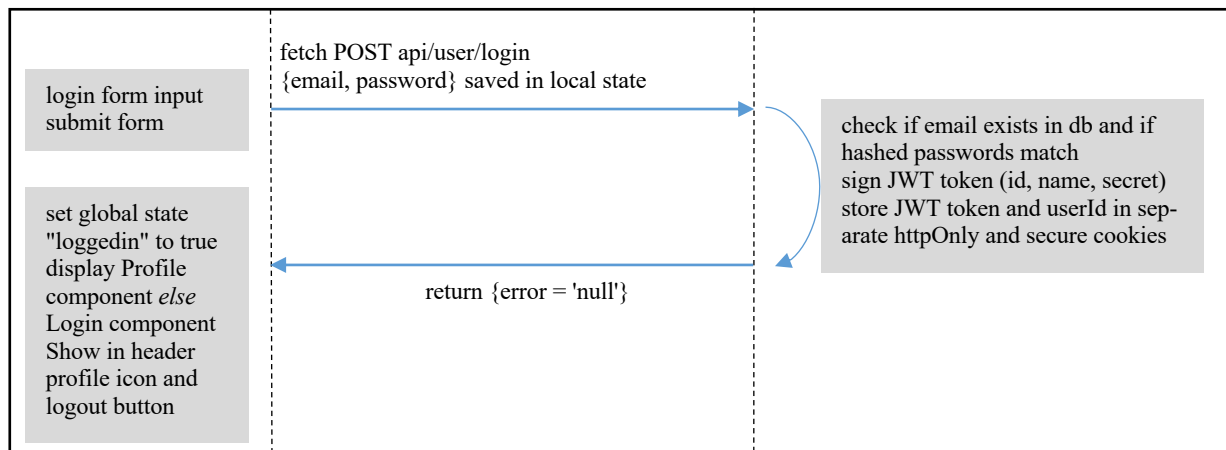 fetch POST api/user/login
{email, password} saved in local state
login form input
submit form
check if email exists in db and if
hashed passwords match
sign JWT token (id, name, secret)
store JWT token and userId in sep-
arate httpOnly and secure cookies
set global state
"loggedin" to true
display Profile
component else
Login component
Show in header
profile icon and
logout button
return {error = 'null'}